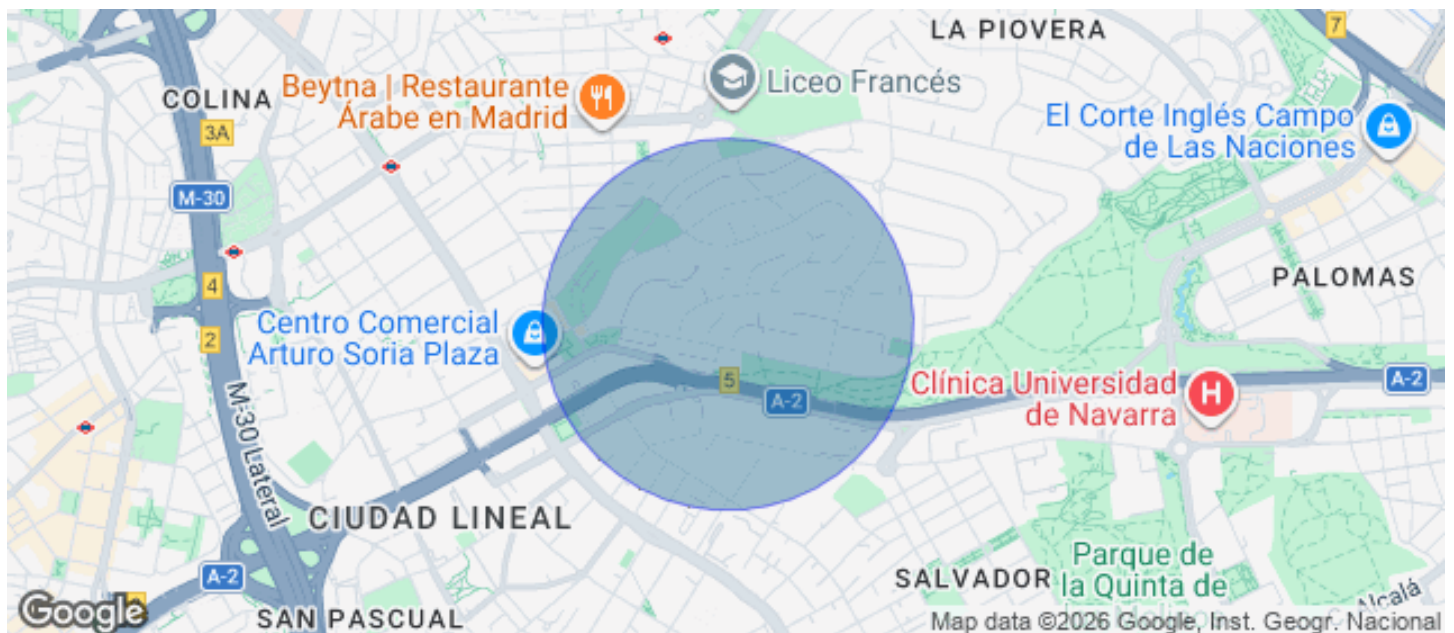 LA PIOVERA
7
COLINA
Beytna | Restaurante
Árabe en Madrid
Liceo Francés
3A
El Corte Inglés Campo
de Las Naciones
M-30
4
2
PALOMAS
Centro Comercial
Arturo Soria Plaza
5
A-2
A-2
Clínica Universidad
de Navarra
H
M-30 Lateral
CIUDAD LINEAL
A-2
SALVADOR
Parque de
la Quinta de
Alcalá
Google
SAN PASCUAL
Map data ©2026 Google, Inst. Geogr. Nacional